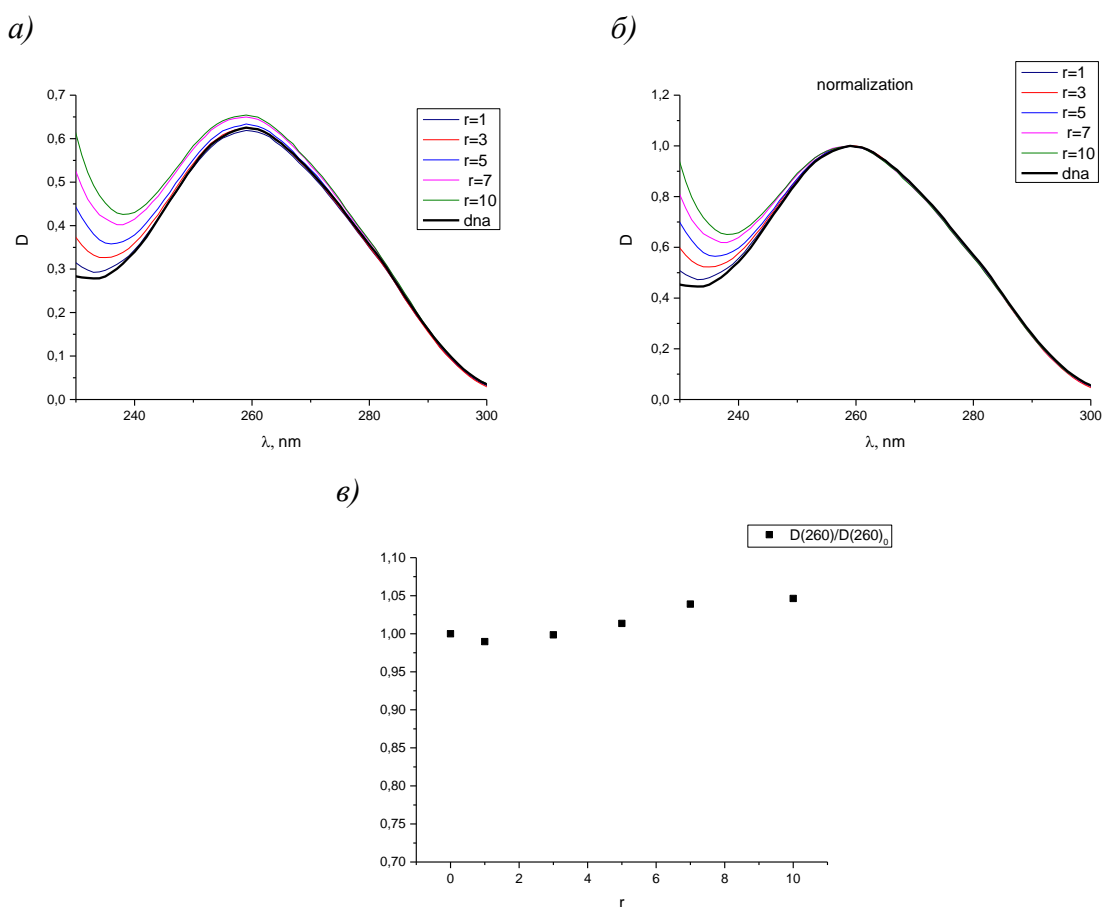 а)
0,7
0,6
0,5
0,4
0,3
0,2
0,1
0,0
D
240
260
280
300
λ, nm
r=1
r=3
r=5
r=7
r=10
dna
б)
normalization
1,2
1,0
0,8
0,6
0,4
0,2
0,0
D
240
260
280
300
λ, nm
r=1
r=3
r=5
r=7
r=10
dna
в)
D(260)/D(260)₀
1,10
1,05
1,00
0,95
0,90
0,85
0,80
0,75
0,70
0
2
4
6
8
10
r